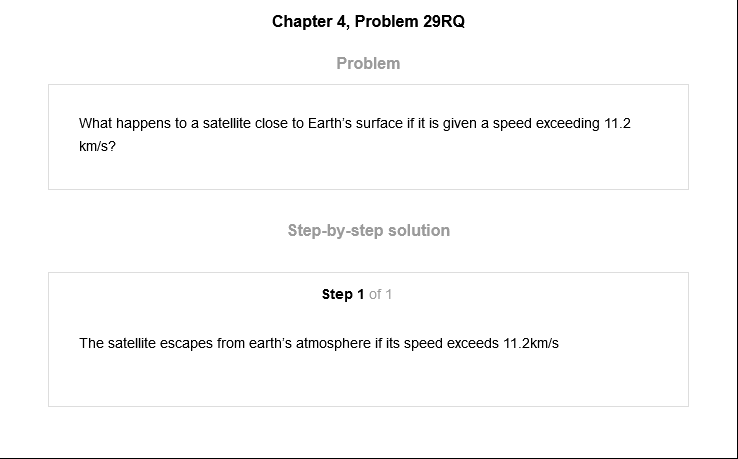 Chapter 4, Problem 29RQ
Problem
What happens to a satellite close to Earth's surface if it is given a speed exceeding 11.2
km/s?
Step-by-step solution
Step 1 of 1
The satellite escapes from earth's atmosphere if its speed exceeds 11.2km/s